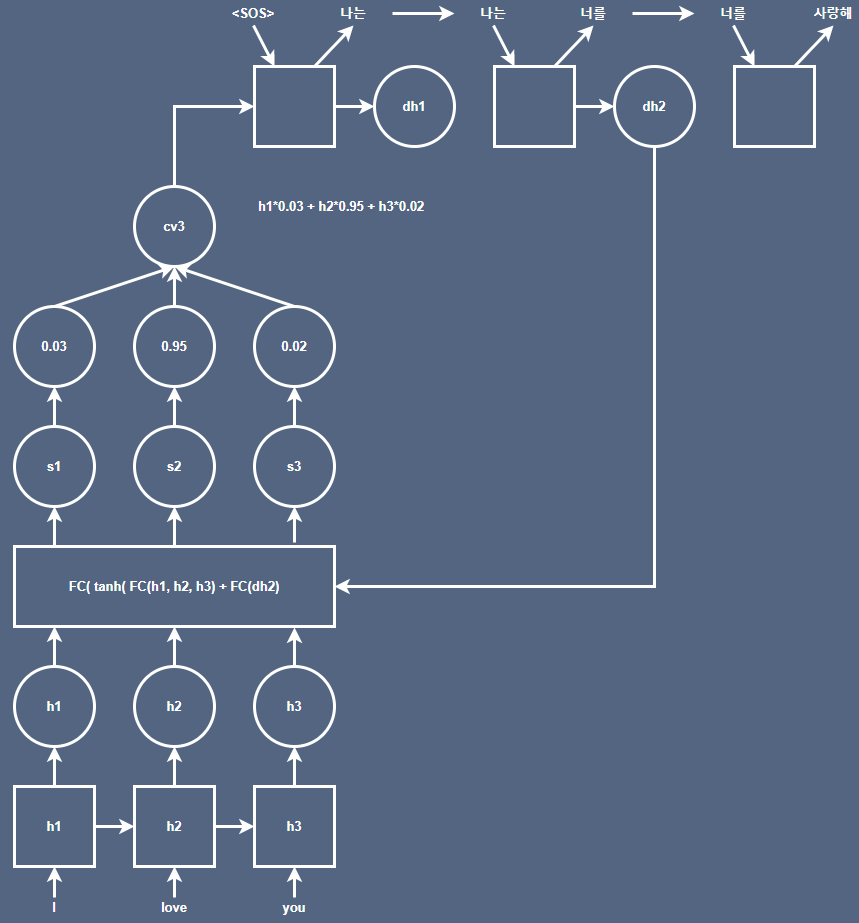 <SOS> 나는 나는 너를 너를 사랑해
dh1 dh2
cv3 h1*0.03 + h2*0.95 + h3*0.02
0.03 0.95 0.02
s1 s2 s3
FC( tanh( FC(h1, h2, h3) + FC(dh2)
h1 h2 h3
h1 h2 h3
I love you